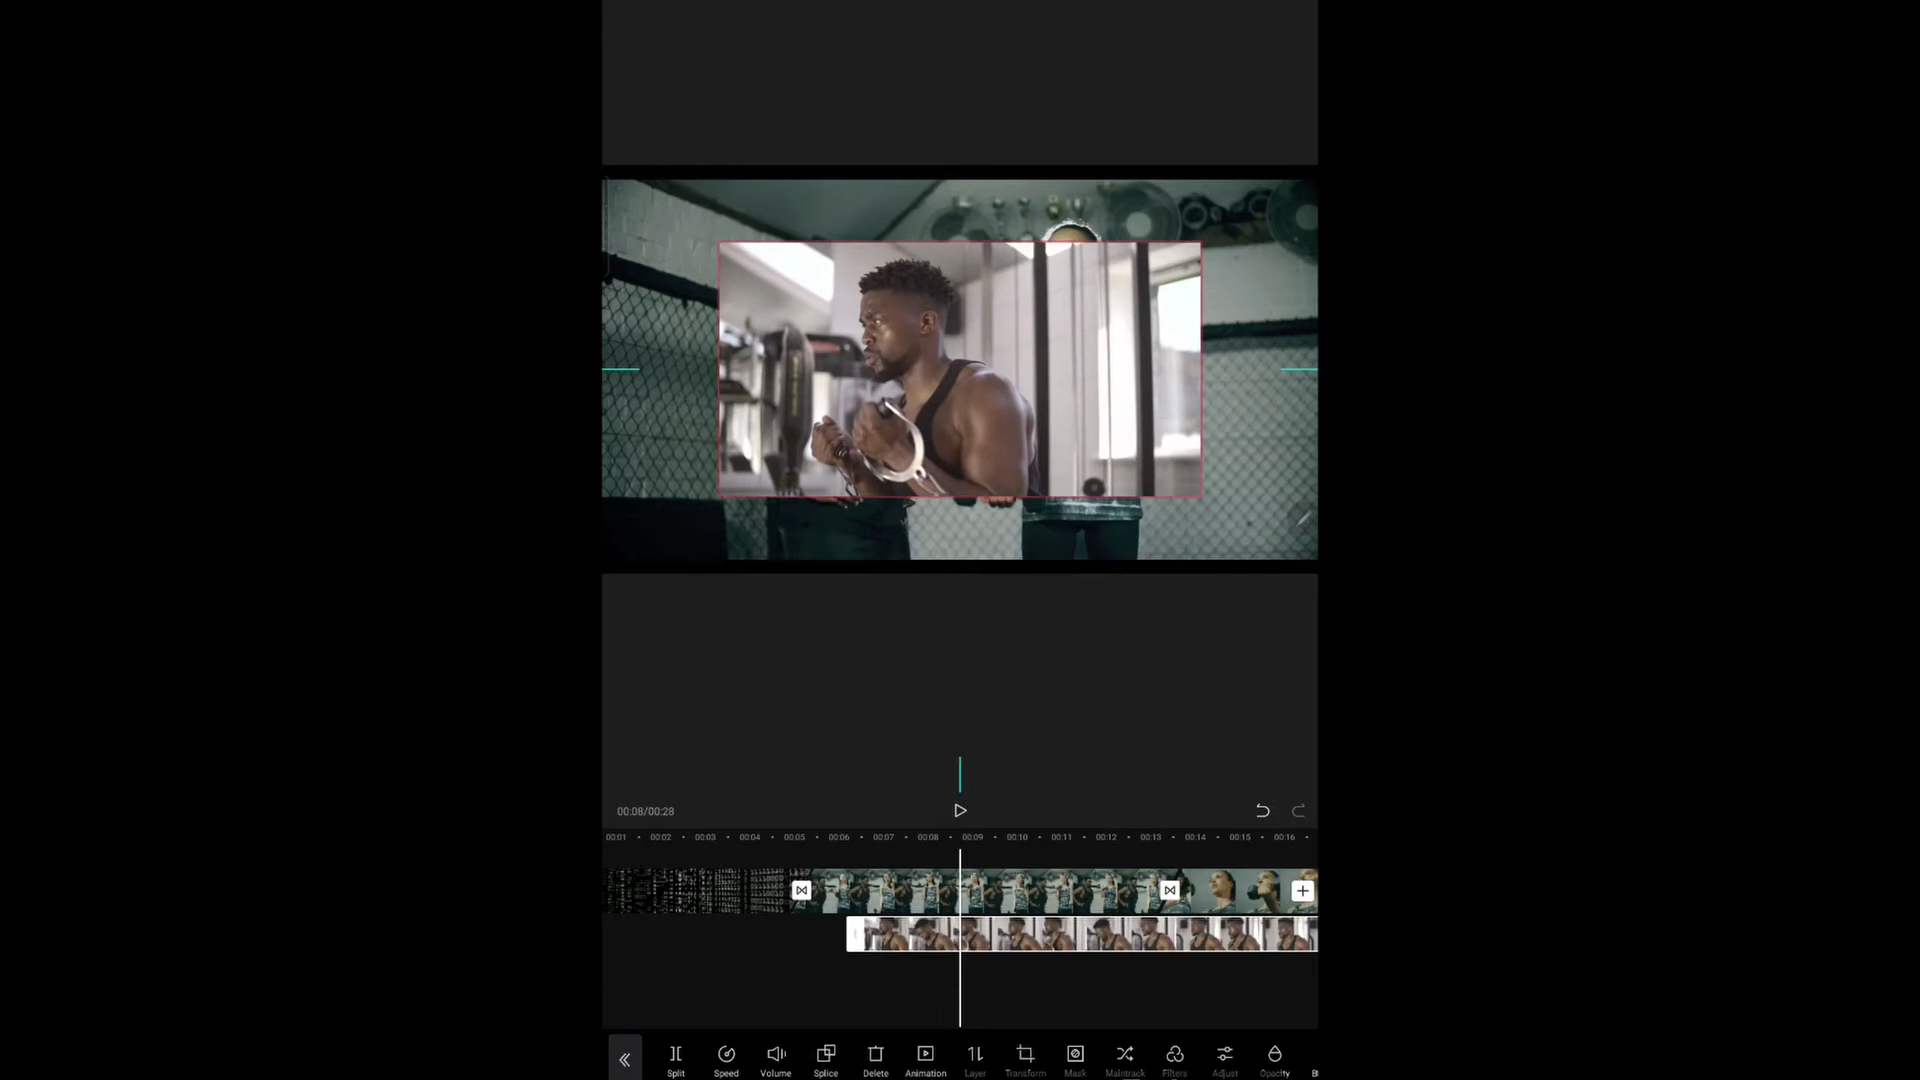 00:08/00:28
00:01 00:02 00:03 00:04 00:05 00:06 00:07 00:08 00:09 00:10 00:11 00:12 00:13 00:14 00:15 00:16
Split Speed Volume Splice Delete Animation Layer Transform Mask Maintrack Filters Adjust Opacity